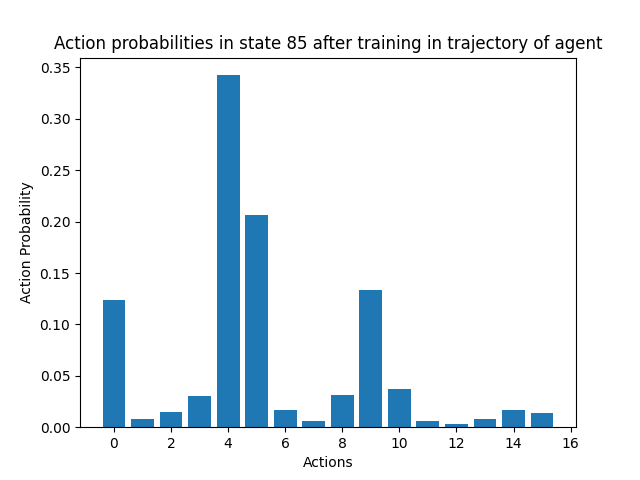 Action probabilities in state 85 after training in trajectory of agent
0.35
0.30
0.25
0.20
0.15
0.10
0.05
0.00
Action Probability
0 2 4 6 8 10 12 14 16
Actions